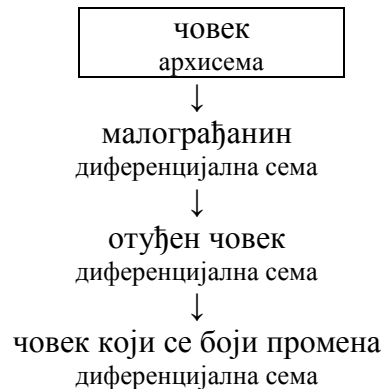 човек
архисема
↓
малограђанин
диференцијална сема
↓
отуђен човек
диференцијална сема
↓
човек који се боји промена
диференцијална сема